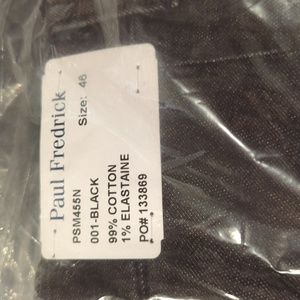 Paul Fredrick
Size: 46
PSM455N
001-BLACK
99% COTTON
1% ELASTAINE
PO# 133869